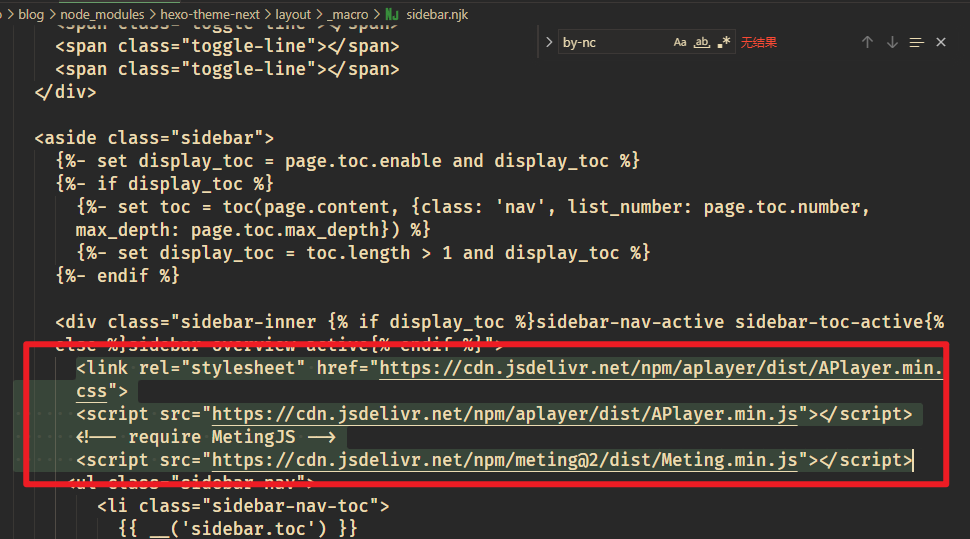 blog > node_modules > hexo-theme-next > layout > _macro > sidebar.njk
by-nc
Aa ab .* 无结果
<span class="toggle-line"></span>
<span class="toggle-line"></span>
<span class="toggle-line"></span>
</div>
<aside class="sidebar">
{%- set display_toc = page.toc.enable and display_toc %}
{%- if display_toc %}
{%- set toc = toc(page.content, {class: 'nav', list_number: page.toc.number,
max_depth: page.toc.max_depth}) %}
{%- set display_toc = toc.length > 1 and display_toc %}
{%- endif %}
<div class="sidebar-inner {% if display_toc %}sidebar-nav-active sidebar-toc-active{%
else %}sidebar-overview-active{% endif %}">
<link rel="stylesheet" href="https://cdn.jsdelivr.net/npm/aplayer/dist/APlayer.min.
css">
<script src="https://cdn.jsdelivr.net/npm/aplayer/dist/APlayer.min.js"></script>
<!-- require MetingJS -->
<script src="https://cdn.jsdelivr.net/npm/meting@2/dist/Meting.min.js"></script>
<ul class="sidebar-nav">
<li class="sidebar-nav-toc">
{{ __('sidebar.toc') }}